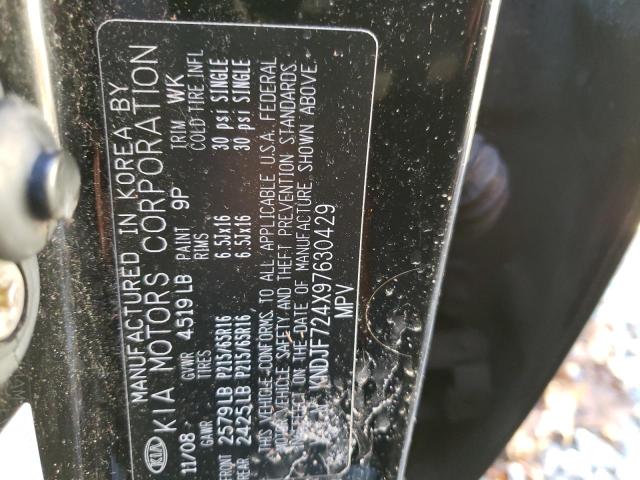 MANUFACTURED IN KOREA BY
KIA KIA MOTORS CORPORATION
11/08 GVWR 4519 LB PAINT 9P TRIM WK
GAWR TIRES RIMS COLD TIRE INFL
FRONT 2579LB P215/65R16 6.5Jx16 30 psi SINGLE
REAR 2425LB P215/65R16 6.5Jx16 30 psi SINGLE
THIS VEHICLE CONFORMS TO ALL APPLICABLE U.S.A. FEDERAL
MOTOR VEHICLE SAFETY AND THEFT PREVENTION STANDARDS
IN EFFECT ON THE DATE OF MANUFACTURE SHOWN ABOVE.
KNDJF724X97630429
MPV